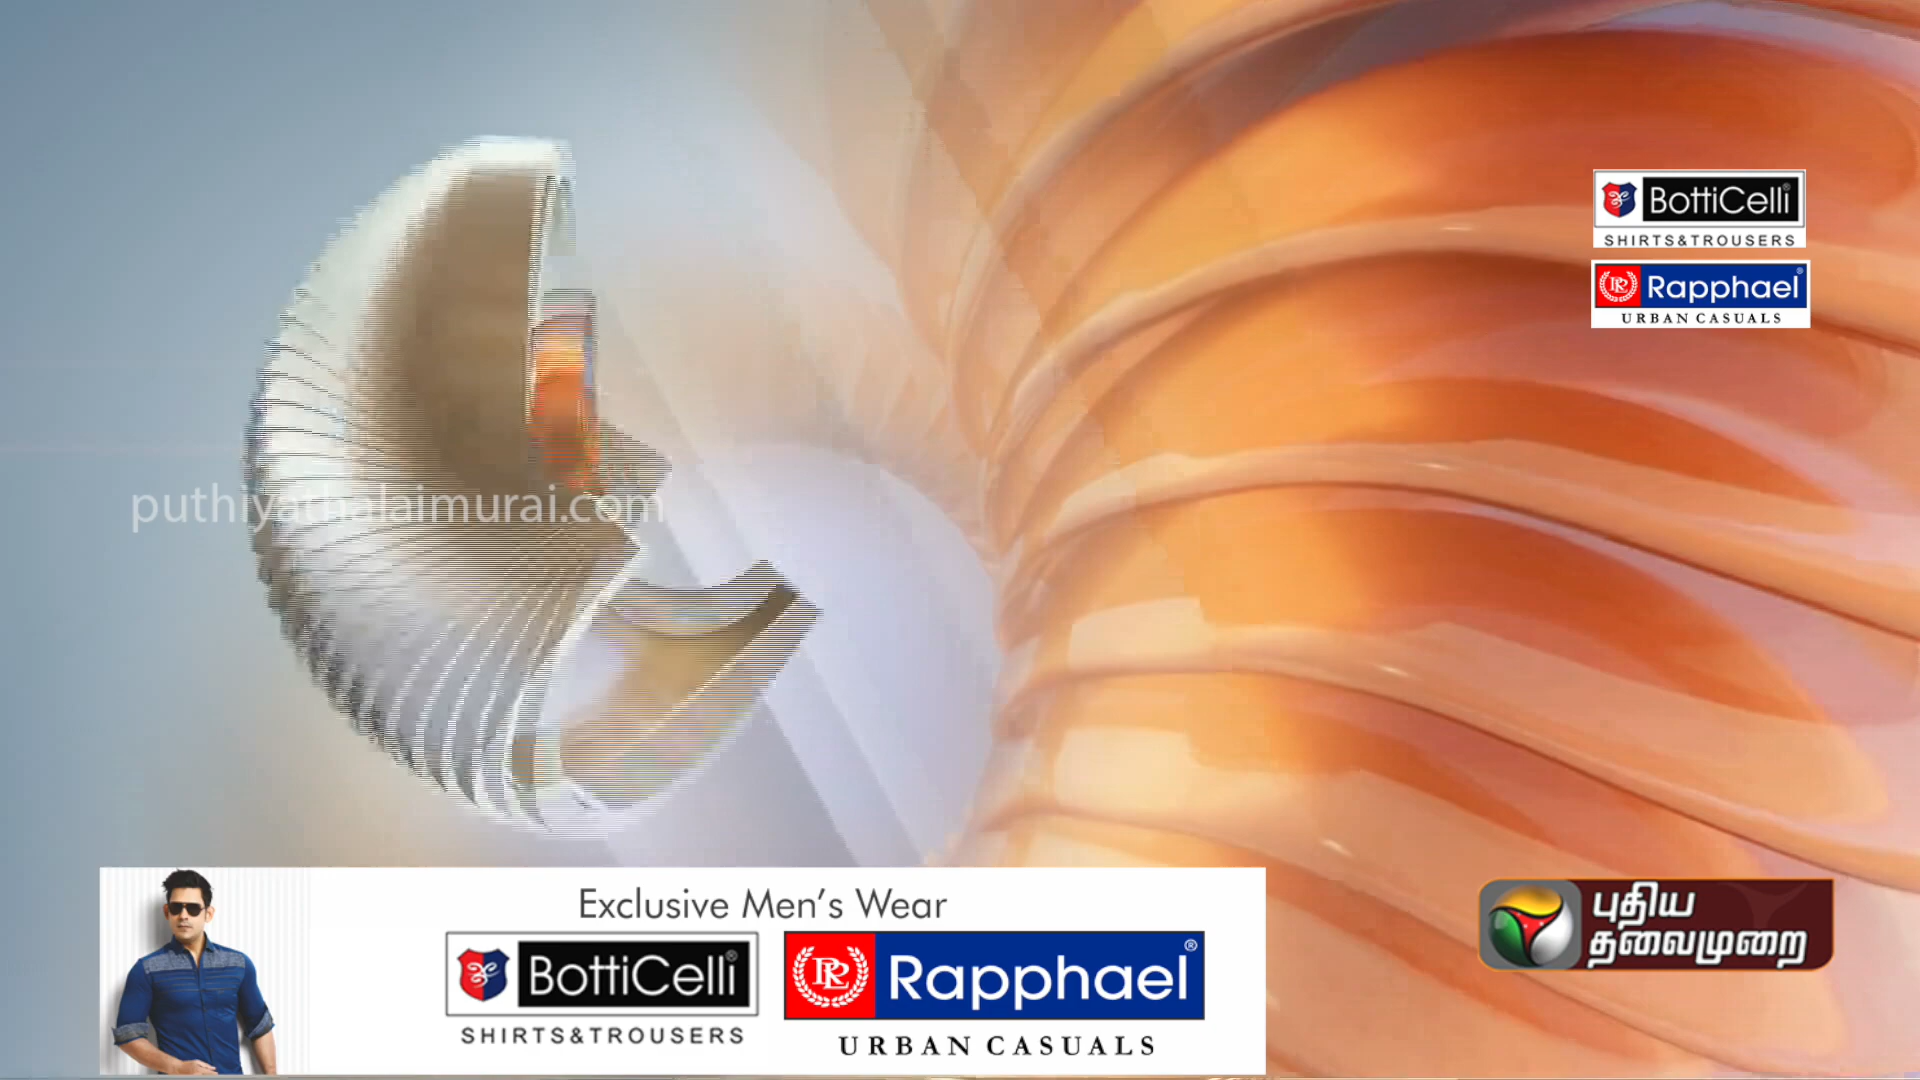 BottiCelli®
SHIRTS&TROUSERS
Rapphael®
URBAN CASUALS
puthiyathalaimurai.com
Exclusive Men's Wear
BottiCelli®
SHIRTS&TROUSERS
Rapphael®
URBAN CASUALS
புதிய
தலைமுறை